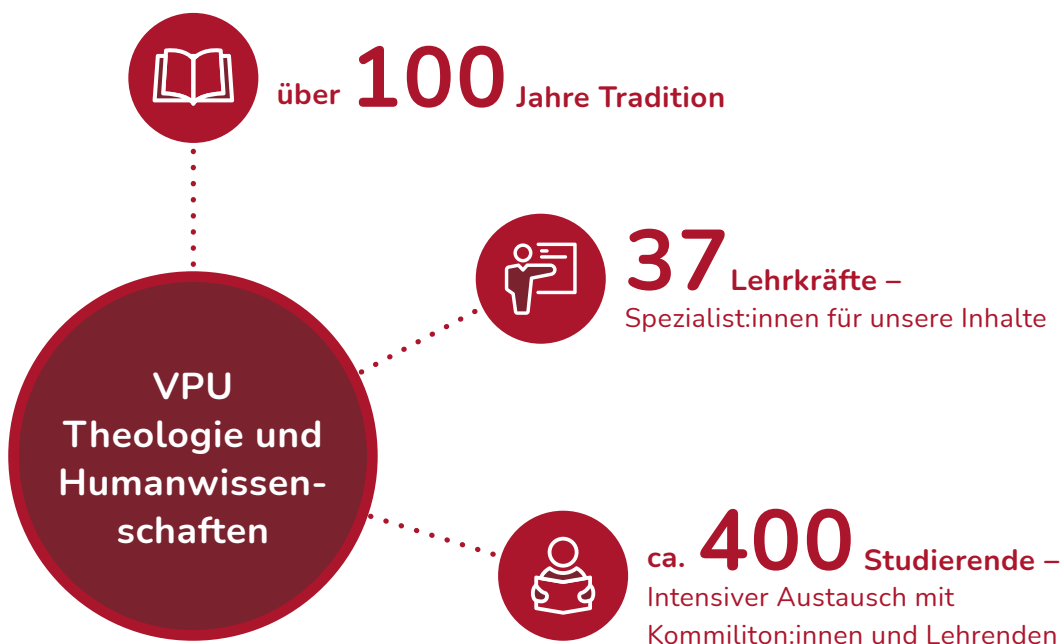 über 100 Jahre Tradition
37 Lehrkräfte –
Spezialist:innen für unsere Inhalte
VPU
Theologie und
Humanwissen-
schaften
ca. 400 Studierende –
Intensiver Austausch mit
Kommiliton:innen und Lehrenden